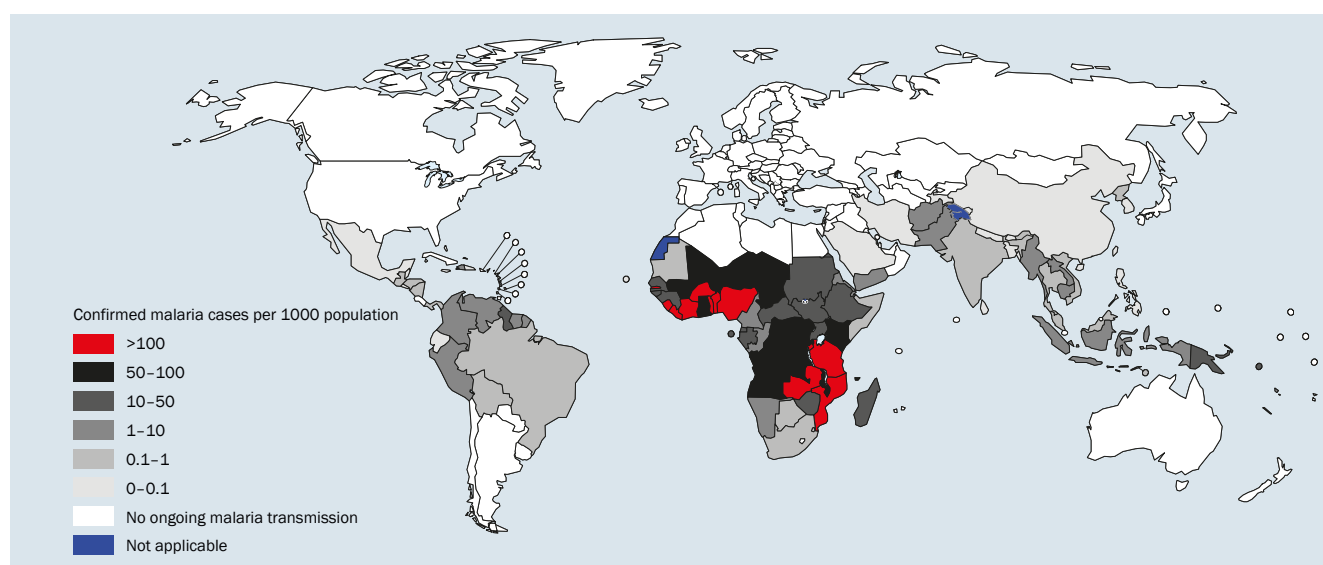 Confirmed malaria cases per 1000 population
>100
50–100
10–50
1–10
0.1–1
0–0.1
No ongoing malaria transmission
Not applicable